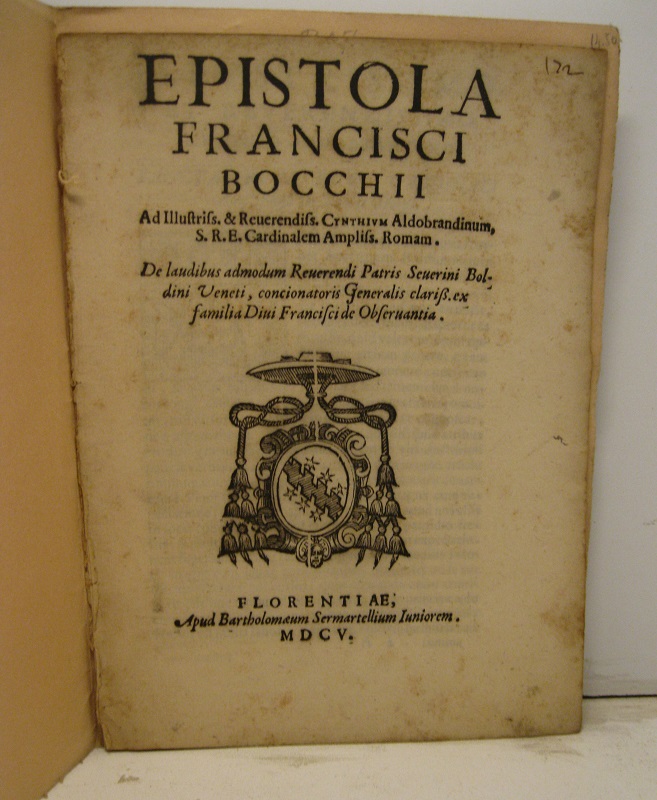 172
EPISTOLA
FRANCISCI
BOCCHII
Ad Illuſtriſs. & Reuerendiſs. CYNTHIVM Aldobrandinum,
S. R. E. Cardinalem Ampliſs. Romam.
De laudibus admodum Reuerendi Patris Seuerini Bol-
dini Veneti, concionatoris Generalis clariß. ex
familia Diui Franciſci de Obſeruantia.
FLORENTIAE,
Apud Bartholomæum Sermartellium Iuniorem.
MDCV.